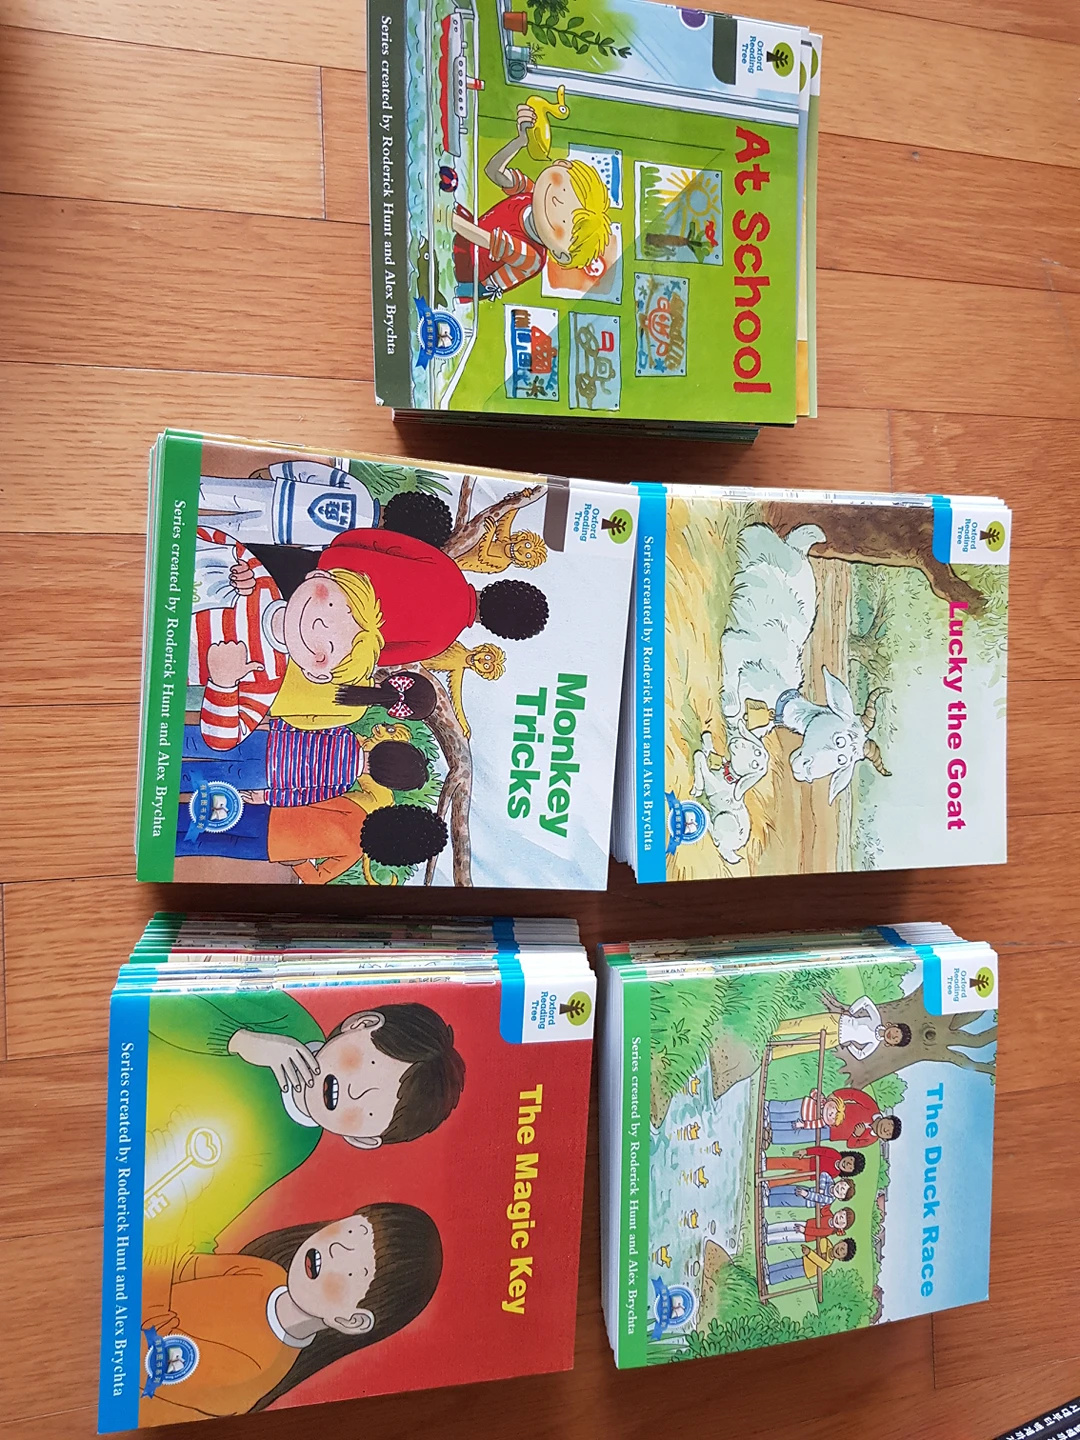 Oxford
Reading
Tree
At School
Series created by Roderick Hunt and Alex Brychta
Oxford
Reading
Tree
Monkey
Tricks
Series created by Roderick Hunt and Alex Brychta
Oxford
Reading
Tree
Lucky the Goat
Series created by Roderick Hunt and Alex Brychta
Oxford
Reading
Tree
The Magic Key
Series created by Roderick Hunt and Alex Brychta
Oxford
Reading
Tree
The Duck Race
Series created by Roderick Hunt and Alex Brychta